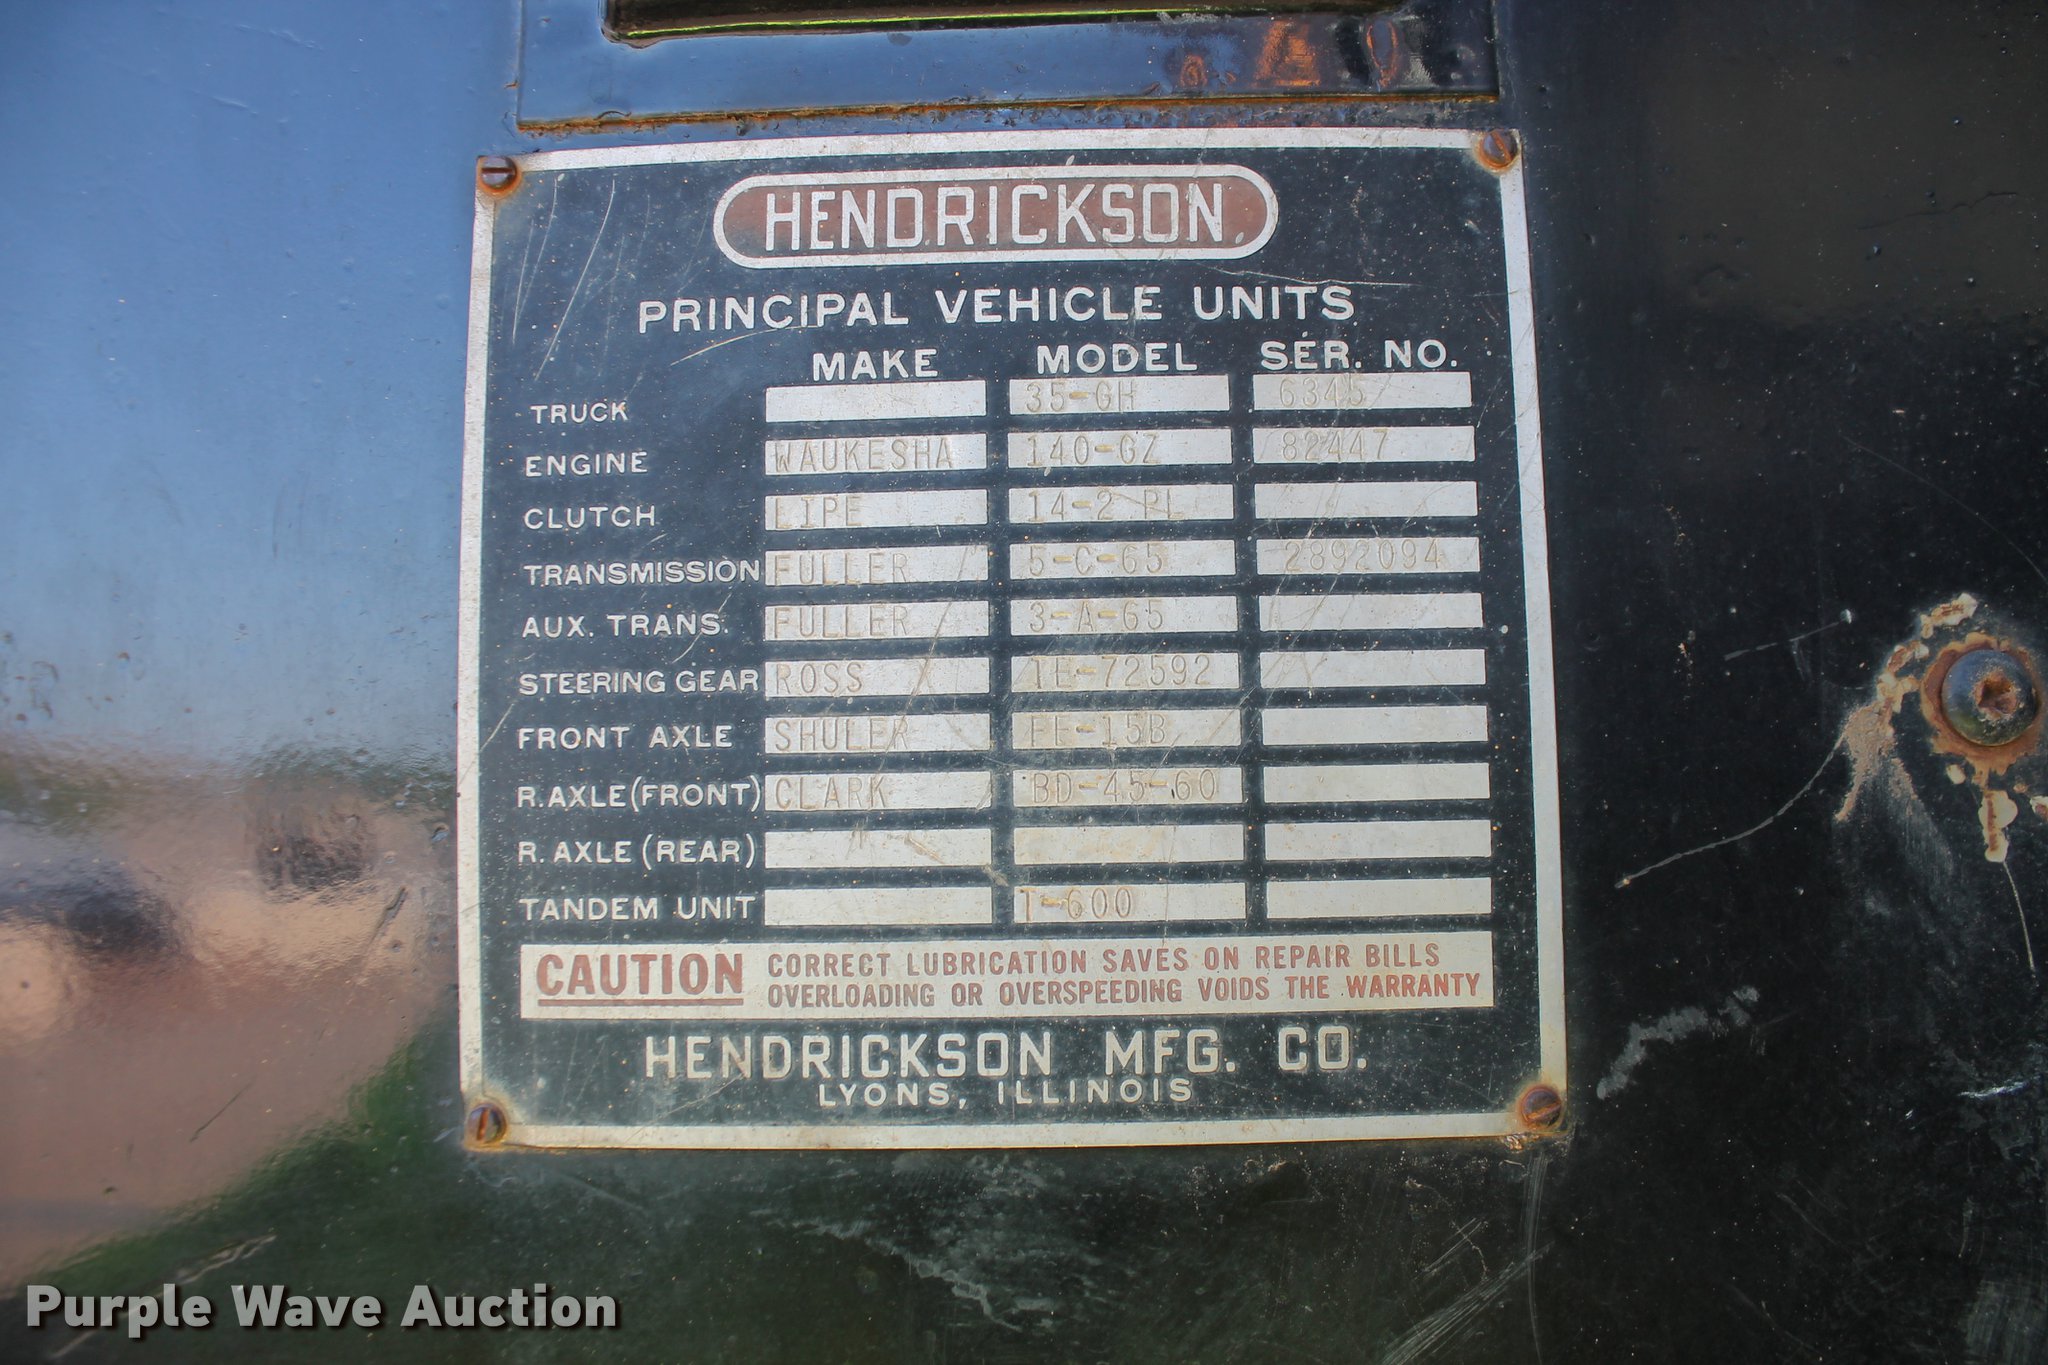 HENDRICKSON
PRINCIPAL VEHICLE UNITS
MAKE MODEL SER. NO.
TRUCK 35-GH 6345
ENGINE WAUKESHA 140-GZ 82447
CLUTCH LIPE 14-2 PL
TRANSMISSION FULLER 5-C-65 2892094
AUX. TRANS. FULLER 3-A-65
STEERING GEAR ROSS TE-72592
FRONT AXLE SHULER FE-15B
R. AXLE (FRONT) CLARK BD-45-60
R. AXLE (REAR)
TANDEM UNIT T-600
CAUTION CORRECT LUBRICATION SAVES ON REPAIR BILLS
OVERLOADING OR OVERSPEEDING VOIDS THE WARRANTY
HENDRICKSON MFG. CO.
LYONS, ILLINOIS
Purple Wave Auction